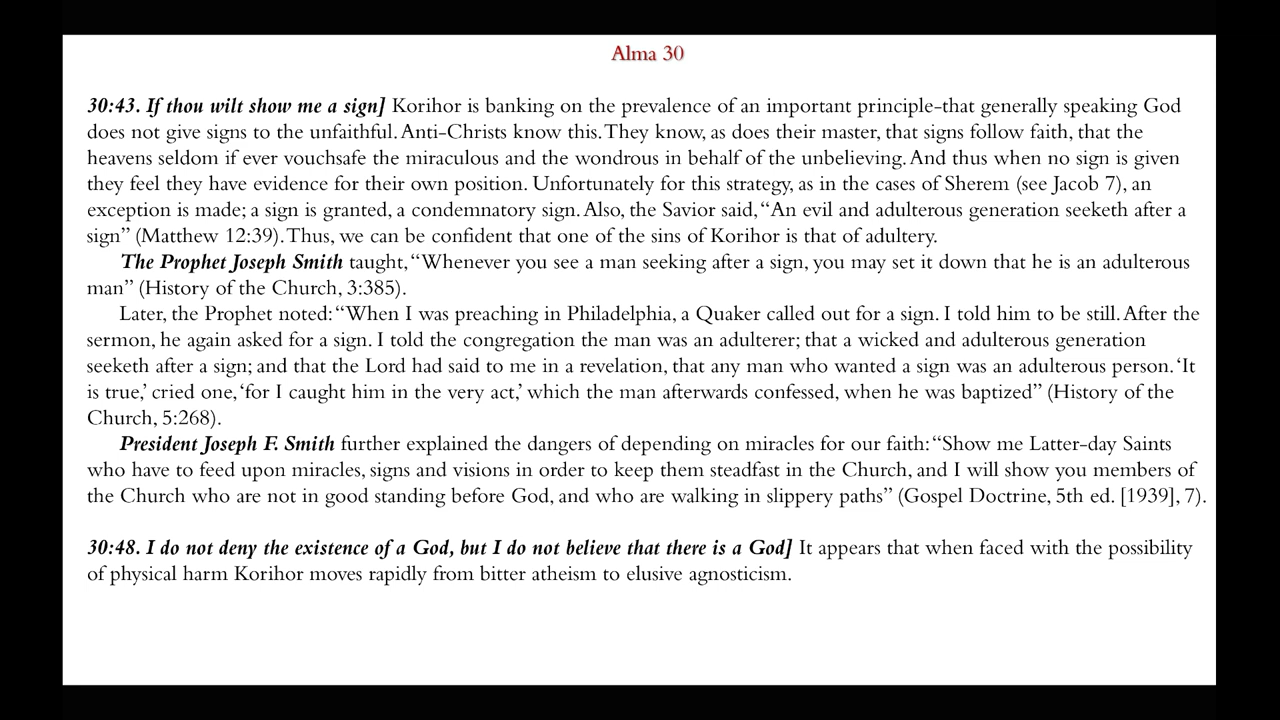 Alma 30
30:43. If thou wilt show me a sign] Korihor is banking on the prevalence of an important principle-that generally speaking God
does not give signs to the unfaithful. Anti-Christs know this. They know, as does their master, that signs follow faith, that the
heavens seldom if ever vouchsafe the miraculous and the wondrous in behalf of the unbelieving. And thus when no sign is given
they feel they have evidence for their own position. Unfortunately for this strategy, as in the cases of Sherem (see Jacob 7), an
exception is made; a sign is granted, a condemnatory sign. Also, the Savior said, “An evil and adulterous generation seeketh after a
sign” (Matthew 12:39). Thus, we can be confident that one of the sins of Korihor is that of adultery.
The Prophet Joseph Smith taught, “Whenever you see a man seeking after a sign, you may set it down that he is an adulterous
man” (History of the Church, 3:385).
Later, the Prophet noted: “When I was preaching in Philadelphia, a Quaker called out for a sign. I told him to be still. After the
sermon, he again asked for a sign. I told the congregation the man was an adulterer; that a wicked and adulterous generation
seeketh after a sign; and that the Lord had said to me in a revelation, that any man who wanted a sign was an adulterous person. ‘It
is true,’ cried one, ‘for I caught him in the very act,’ which the man afterwards confessed, when he was baptized” (History of the
Church, 5:268).
President Joseph F. Smith further explained the dangers of depending on miracles for our faith: “Show me Latter-day Saints
who have to feed upon miracles, signs and visions in order to keep them steadfast in the Church, and I will show you members of
the Church who are not in good standing before God, and who are walking in slippery paths” (Gospel Doctrine, 5th ed. [1939], 7).
30:48. I do not deny the existence of a God, but I do not believe that there is a God] It appears that when faced with the possibility
of physical harm Korihor moves rapidly from bitter atheism to elusive agnosticism.